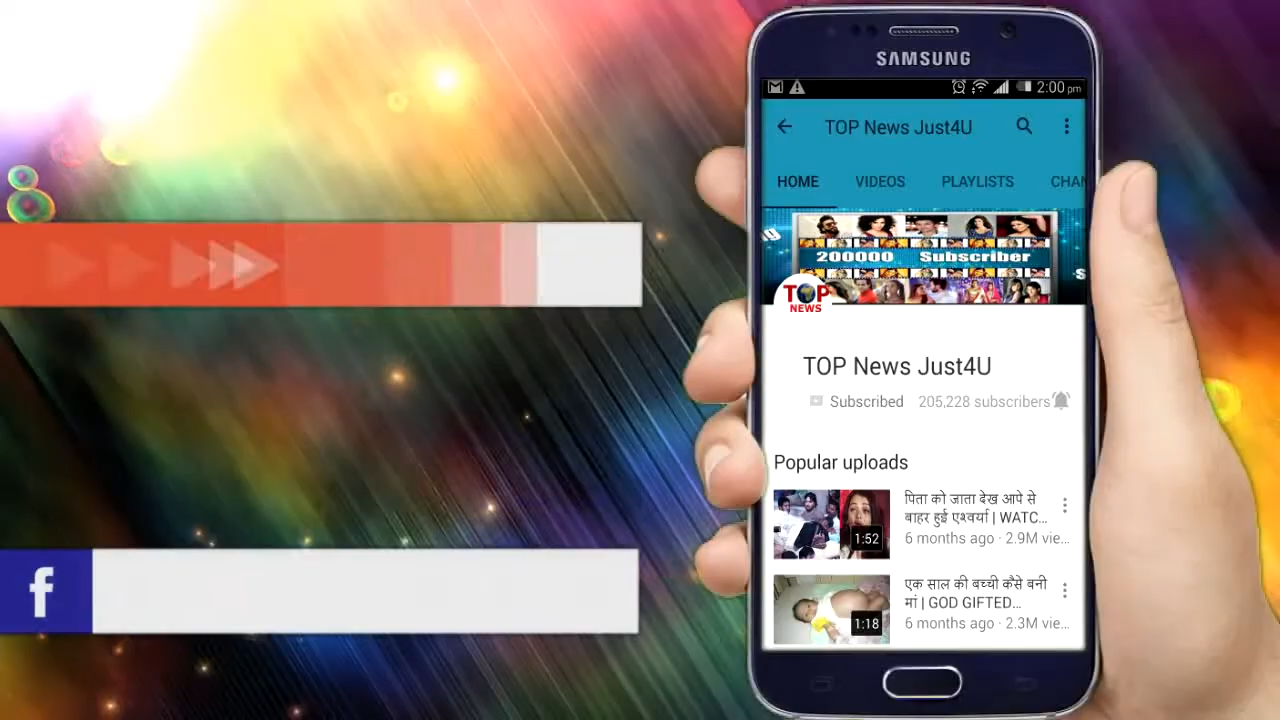 SAMSUNG
2:00 pm
TOP News Just4U
HOME VIDEOS PLAYLISTS CHAN
200000 Subscriber
TOP
NEWS
TOP News Just4U
Subscribed 205,228 subscribers
Popular uploads
पिता को जाता देख आपे से
बाहर हुई एश्वर्या | WATC...
1:52
6 months ago · 2.9M vie...
एक साल की बच्ची कैसे बनी
मां | GOD GIFTED...
1:18
6 months ago · 2.3M vie...
f